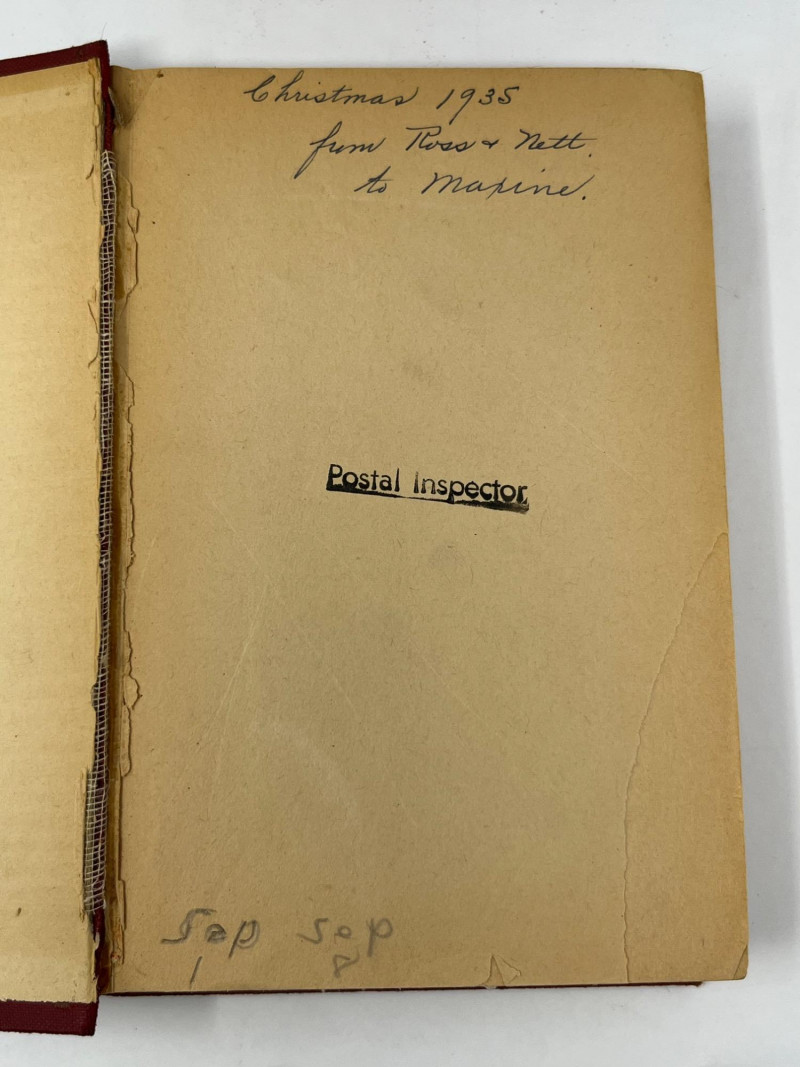 Christmas 1935
from Ross & Nett.
to Maxine.
Postal Inspector